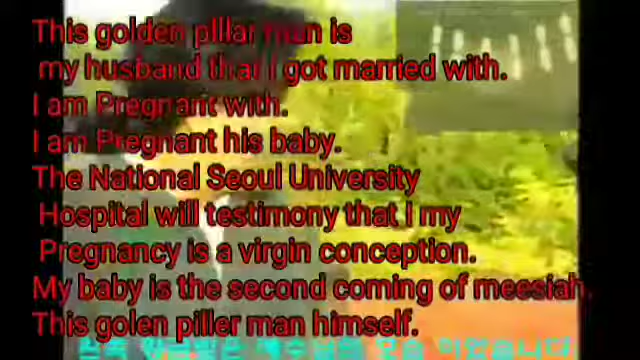 This golden plllar man is
my husband that I got married with.
I am Pregnant with.
I am Pregnant his baby.
The National Seoul University
Hospital will testimony that I my
Pregnancy is a virgin conception.
My baby is the second coming of meesiah.
This golen piller man himself.